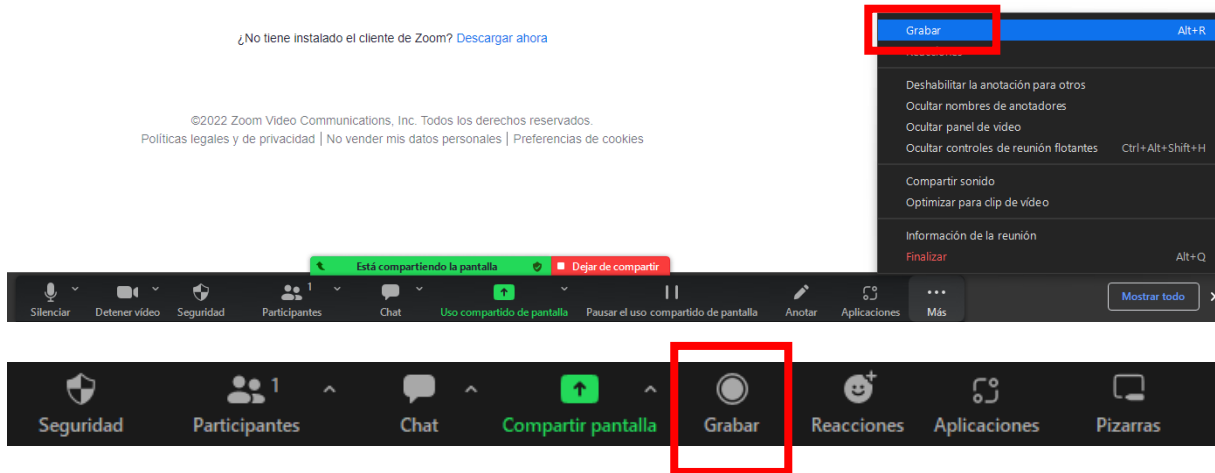 ¿No tiene instalado el cliente de Zoom? Descargar ahora
©2022 Zoom Video Communications, Inc. Todos los derechos reservados.
Políticas legales y de privacidad | No vender mis datos personales | Preferencias de cookies
Grabar Alt+R
Deshabilitar la anotación para otros
Ocultar nombres de anotadores
Ocultar panel de video
Ocultar controles de reunión flotantes Ctrl+Alt+Shift+H
Compartir sonido
Optimizar para clip de vídeo
Información de la reunión
Finalizar Alt+Q
Está compartiendo la pantalla Dejar de compartir
1
Silenciar Detener vídeo Seguridad Participantes Chat Uso compartido de pantalla Pausar el uso compartido de pantalla Anotar Aplicaciones Más Mostrar todo
1
Seguridad Participantes Chat Compartir pantalla Grabar Reacciones Aplicaciones Pizarras